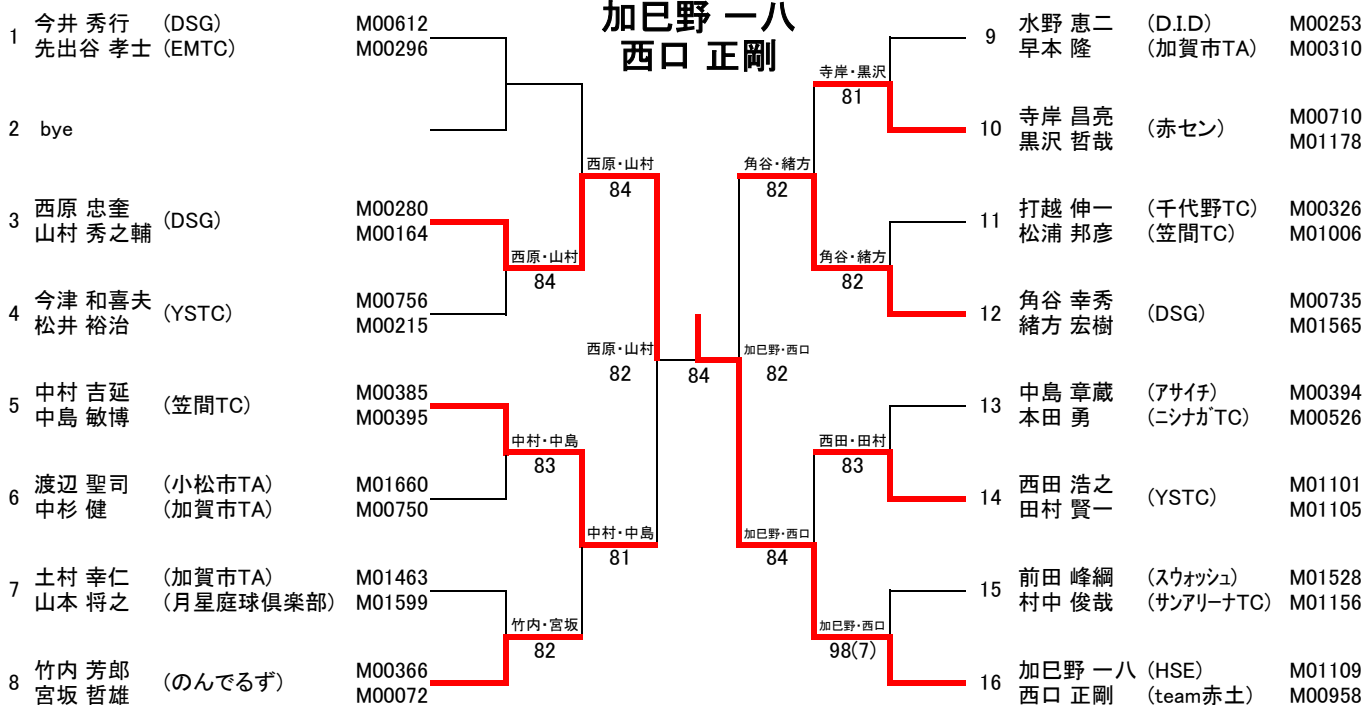 加巳野 一八
西口 正剛
1 今井 秀行 (DSG) M00612
先出谷 孝士 (EMTC) M00296
2 bye
3 西原 忠奎 (DSG) M00280
山村 秀之輔 M00164
4 今津 和喜夫 (YSTC) M00756
松井 裕治 M00215
5 中村 吉延 (笠間TC) M00385
中島 敏博 M00395
6 渡辺 聖司 (小松市TA) M01660
中杉 健 (加賀市TA) M00750
7 土村 幸仁 (加賀市TA) M01463
山本 将之 (月星庭球倶楽部) M01599
8 竹内 芳郎 (のんでるず) M00366
宮坂 哲雄 M00072
西原・山村
84
中村・中島
83
竹内・宮坂
82
西原・山村
84
中村・中島
81
西原・山村
82
84
加巳野・西口
82
角谷・緒方
82
加巳野・西口
84
寺岸・黒沢
81
角谷・緒方
82
西田・田村
83
加巳野・西口
98(7)
9 水野 恵二 (D.I.D) M00253
早本 隆 (加賀市TA) M00310
10 寺岸 昌亮 (赤セン) M00710
黒沢 哲哉 M01178
11 打越 伸一 (千代野TC) M00326
松浦 邦彦 (笠間TC) M01006
12 角谷 幸秀 (DSG) M00735
緒方 宏樹 M01565
13 中島 章蔵 (アサイチ) M00394
本田 勇 (ニシナガTC) M00526
14 西田 浩之 (YSTC) M01101
田村 賢一 M01105
15 前田 峰綱 (スウォッシュ) M01528
村中 俊哉 (サンアリーナTC) M01156
16 加巳野 一八 (HSE) M01109
西口 正剛 (team赤土) M00958